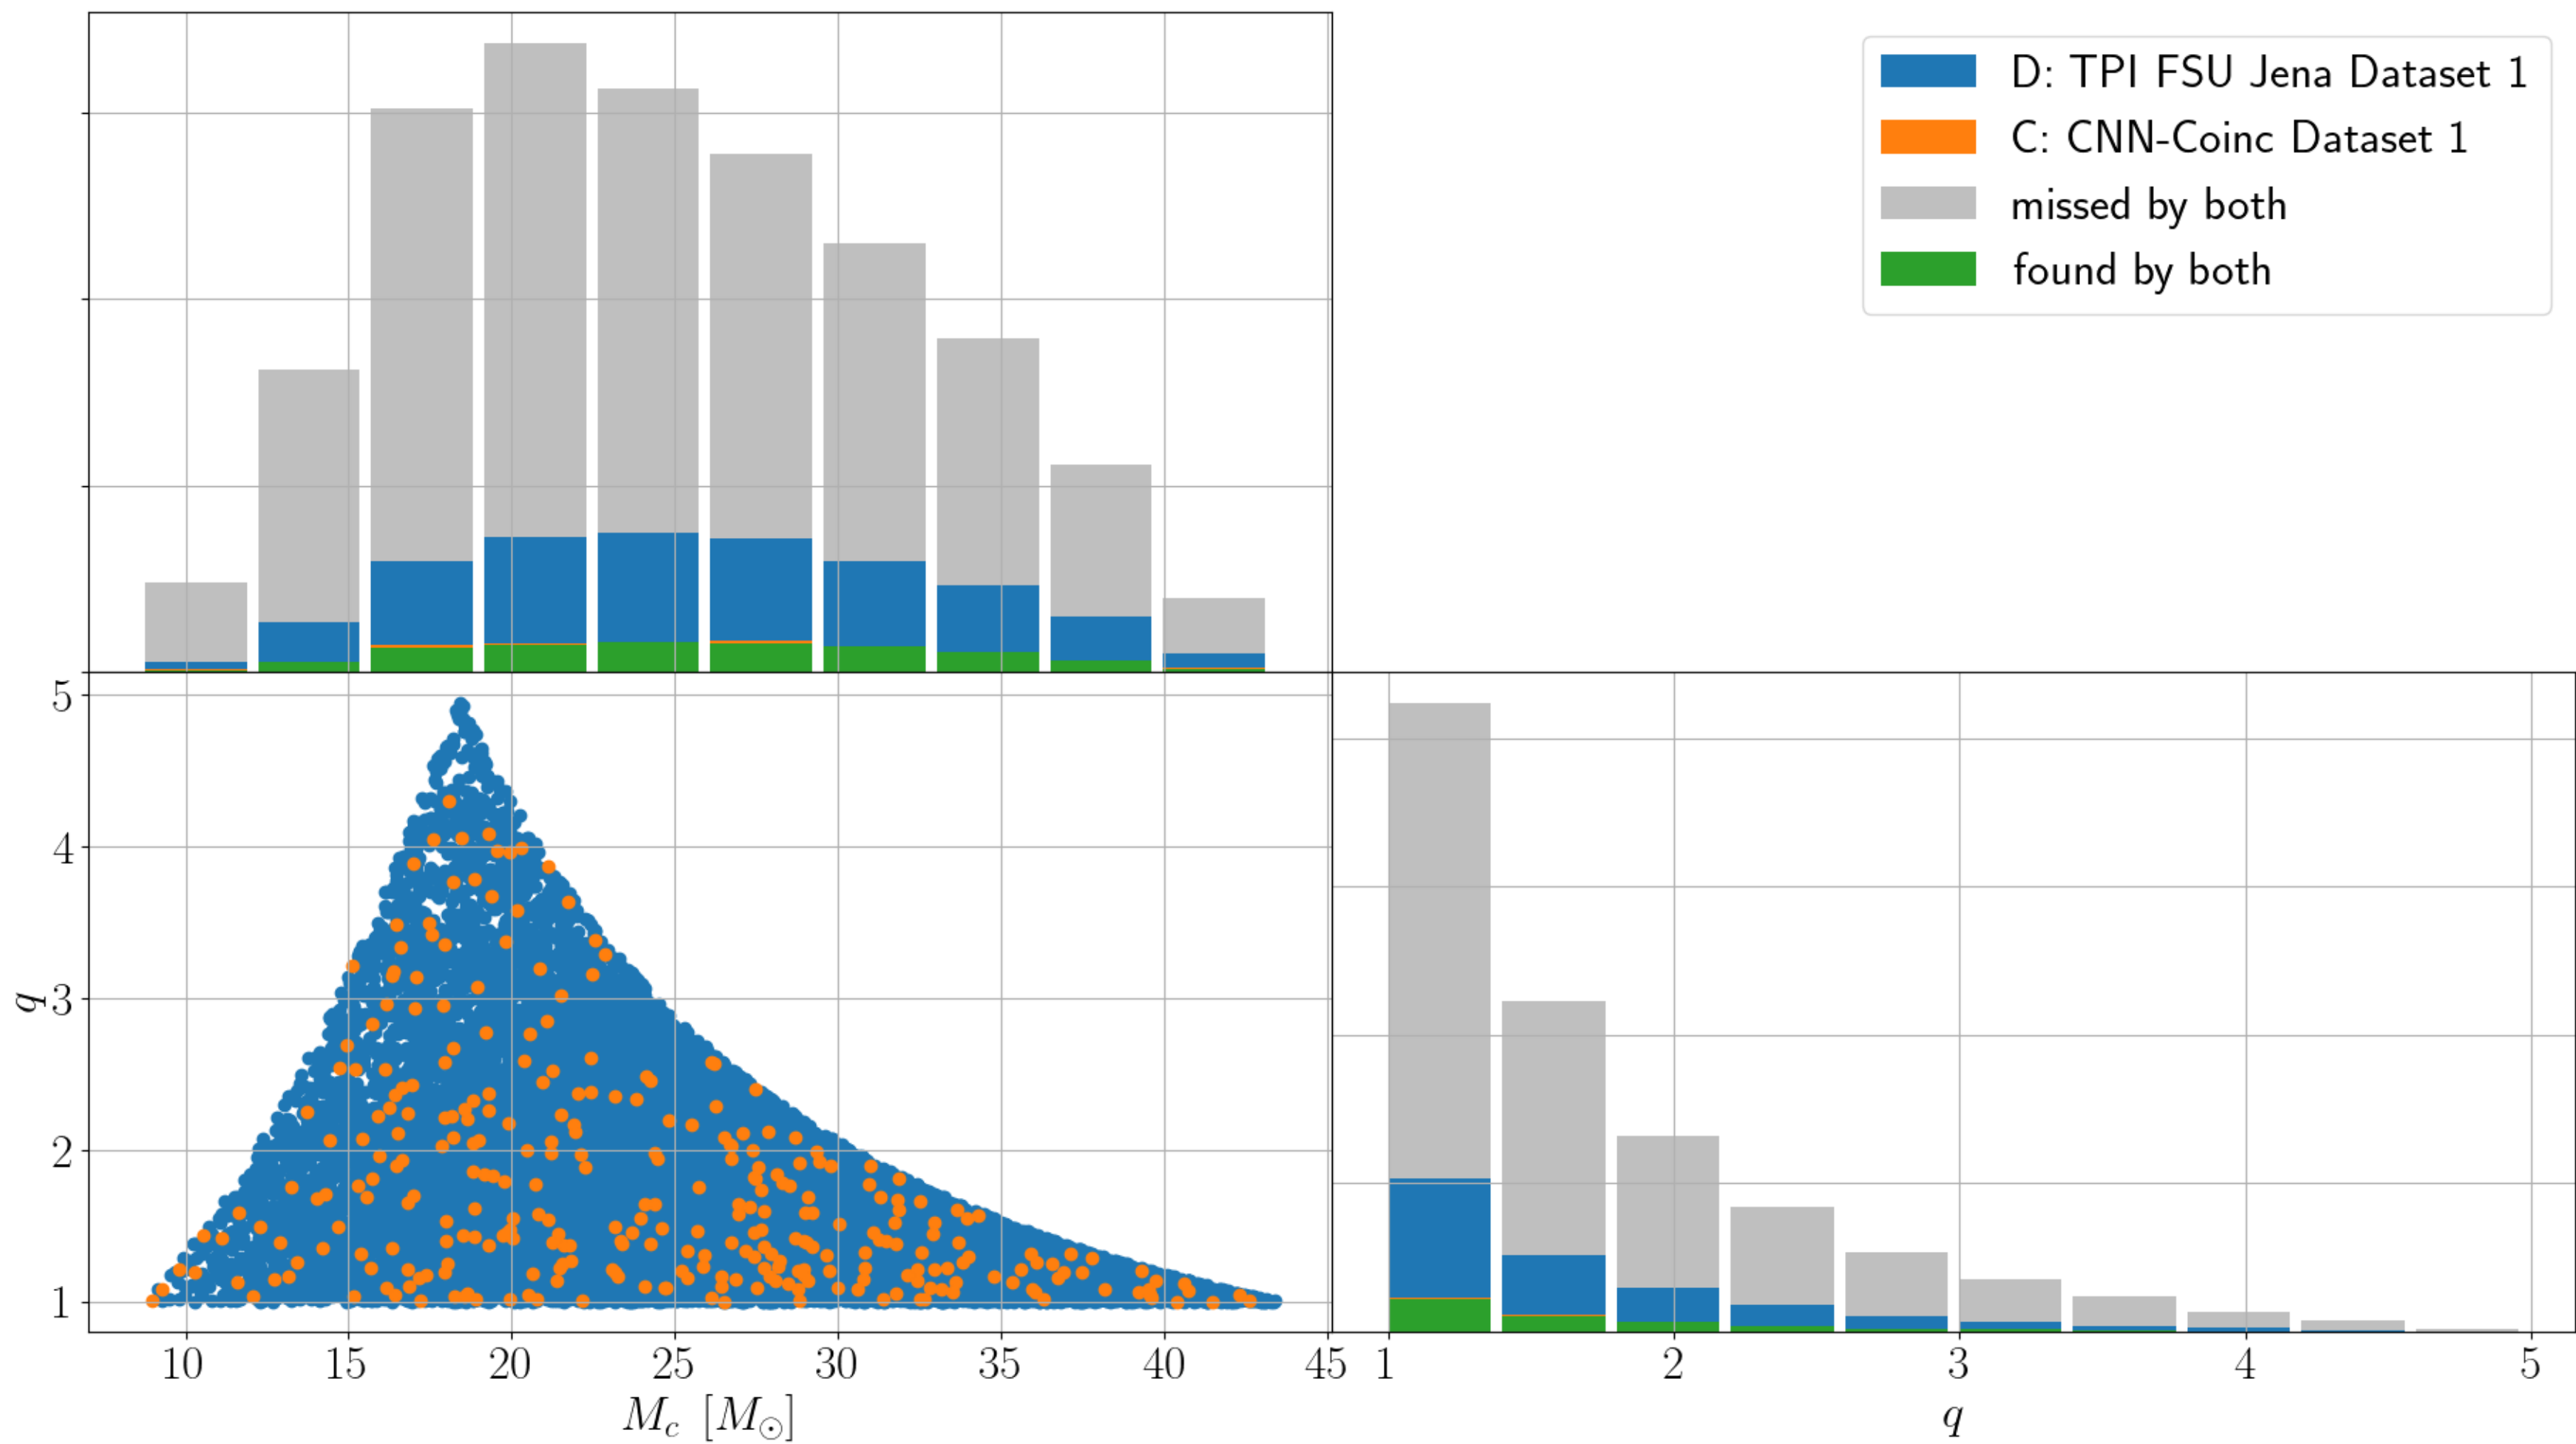 D: TPI FSU Jena Dataset 1
C: CNN-Coinc Dataset 1
missed by both
found by both
5
4
3
2
1
q
10 15 20 25 30 35 40 45
M_c [M_⊙]
1 2 3 4 5
q